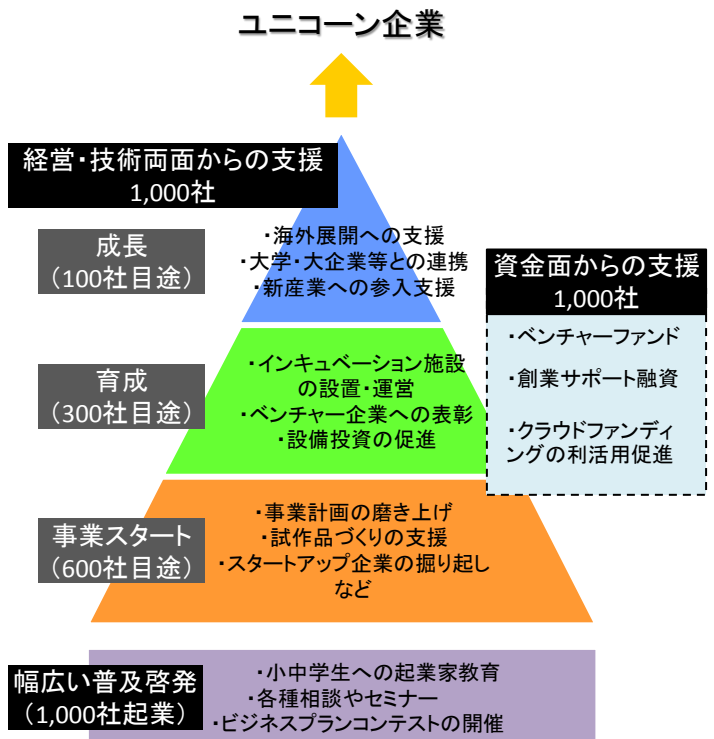 ユニコーン企業
経営・技術両面からの支援
1,000社
成長
（100社目途）
・海外展開への支援
・大学・大企業等との連携
・新産業への参入支援
資金面からの支援
1,000社
・ベンチャーファンド
・創業サポート融資
・クラウドファンディ
ングの利活用促進
育成
（300社目途）
・インキュベーション施設
の設置・運営
・ベンチャー企業への表彰
・設備投資の促進
事業スタート
（600社目途）
・事業計画の磨き上げ
・試作品づくりの支援
・スタートアップ企業の掘り起し
など
幅広い普及啓発
（1,000社起業）
・小中学生への起業家教育
・各種相談やセミナー
・ビジネスプランコンテストの開催